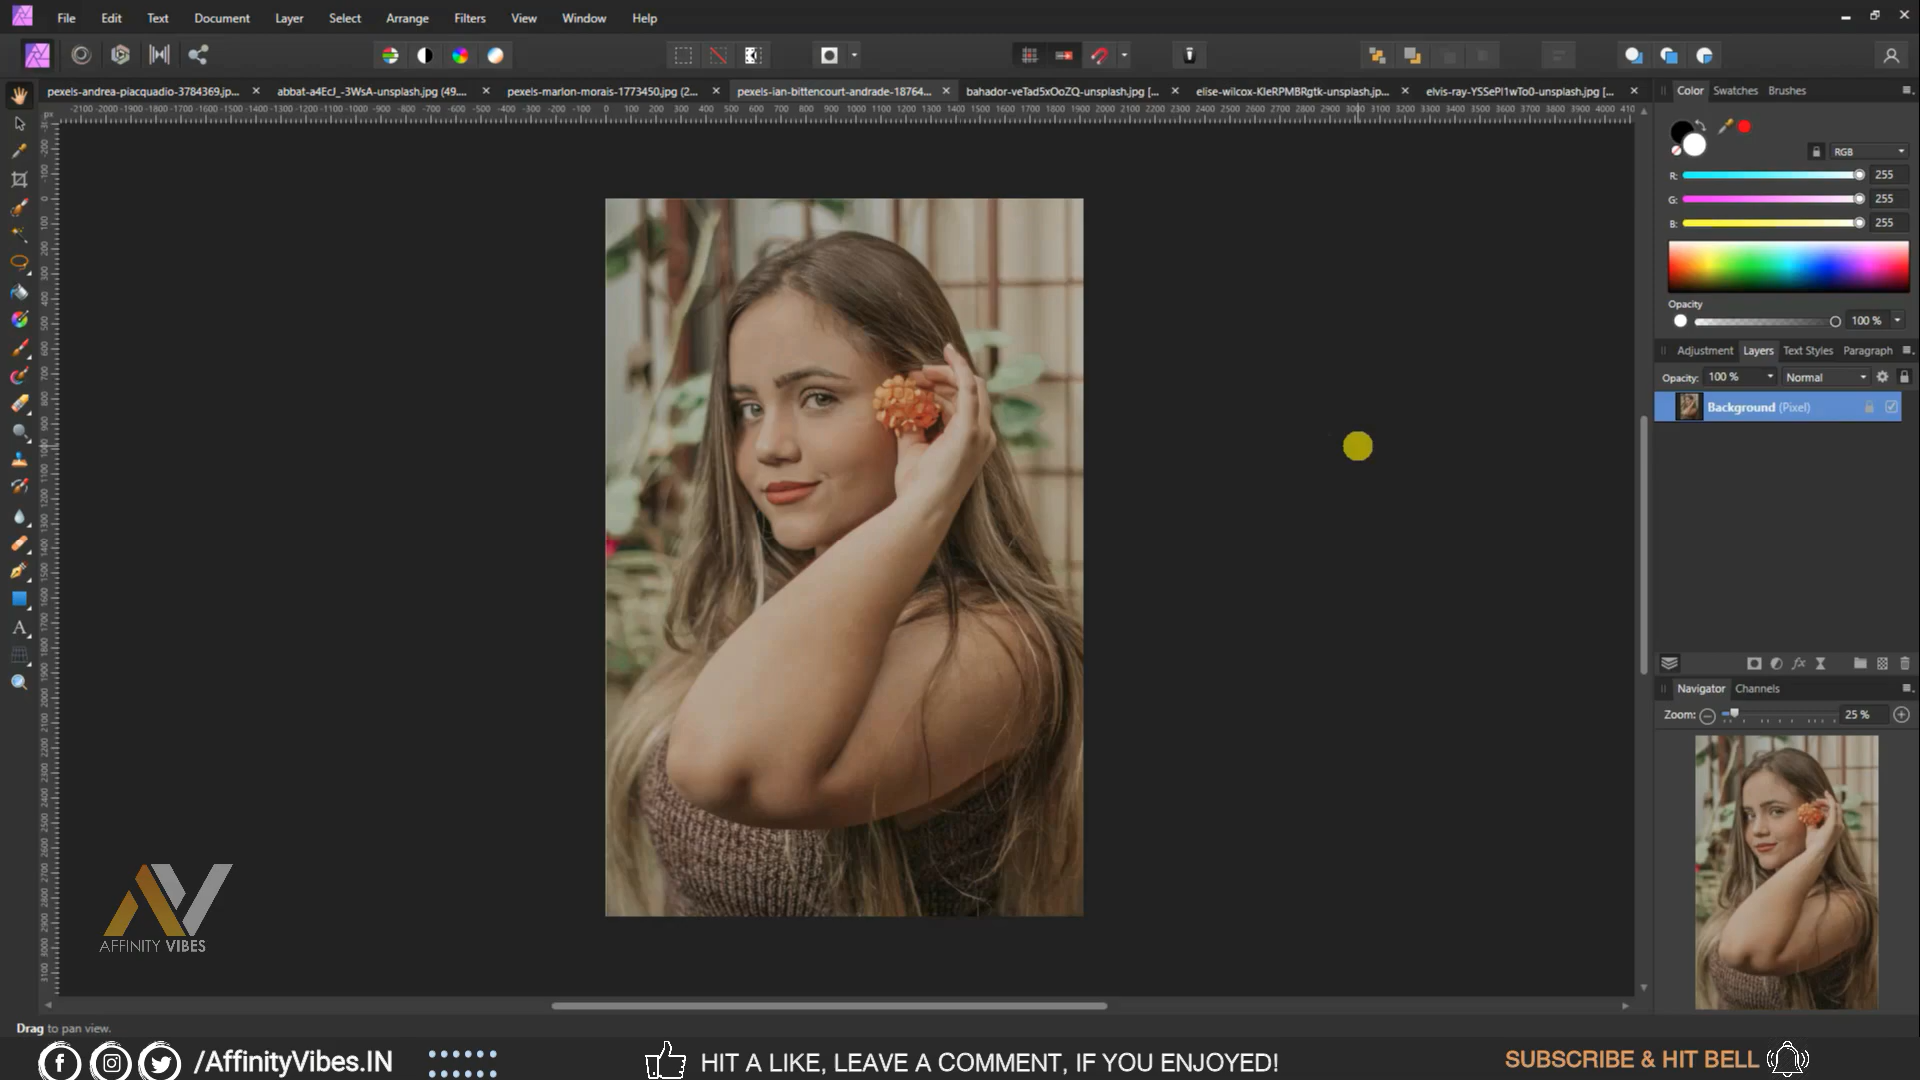 File Edit Text Document Layer Select Arrange Filters View Window Help
pexels-andrea-piacquadio-3784369.jp... abbat-a4EcJ_-3WsA-unsplash.jpg (49.... pexels-marlon-morais-1773450.jpg (2... pexels-ian-bittencourt-andrade-18764... bahador-veTad5xOoZQ-unsplash.jpg [... elise-wilcox-KIeRPMBRgtk-unsplash.jp... elvis-ray-YSSePl1wTo0-unsplash.jpg [...
Color Swatches Brushes
RGB
R: 255
G: 255
B: 255
Opacity
100 %
Adjustment Layers Text Styles Paragraph
Opacity: 100 % Normal
Background (Pixel)
Navigator Channels
Zoom: 25 %
AFFINITY VIBES
Drag to pan view.
/AffinityVibes.IN
HIT A LIKE, LEAVE A COMMENT, IF YOU ENJOYED!
SUBSCRIBE & HIT BELL